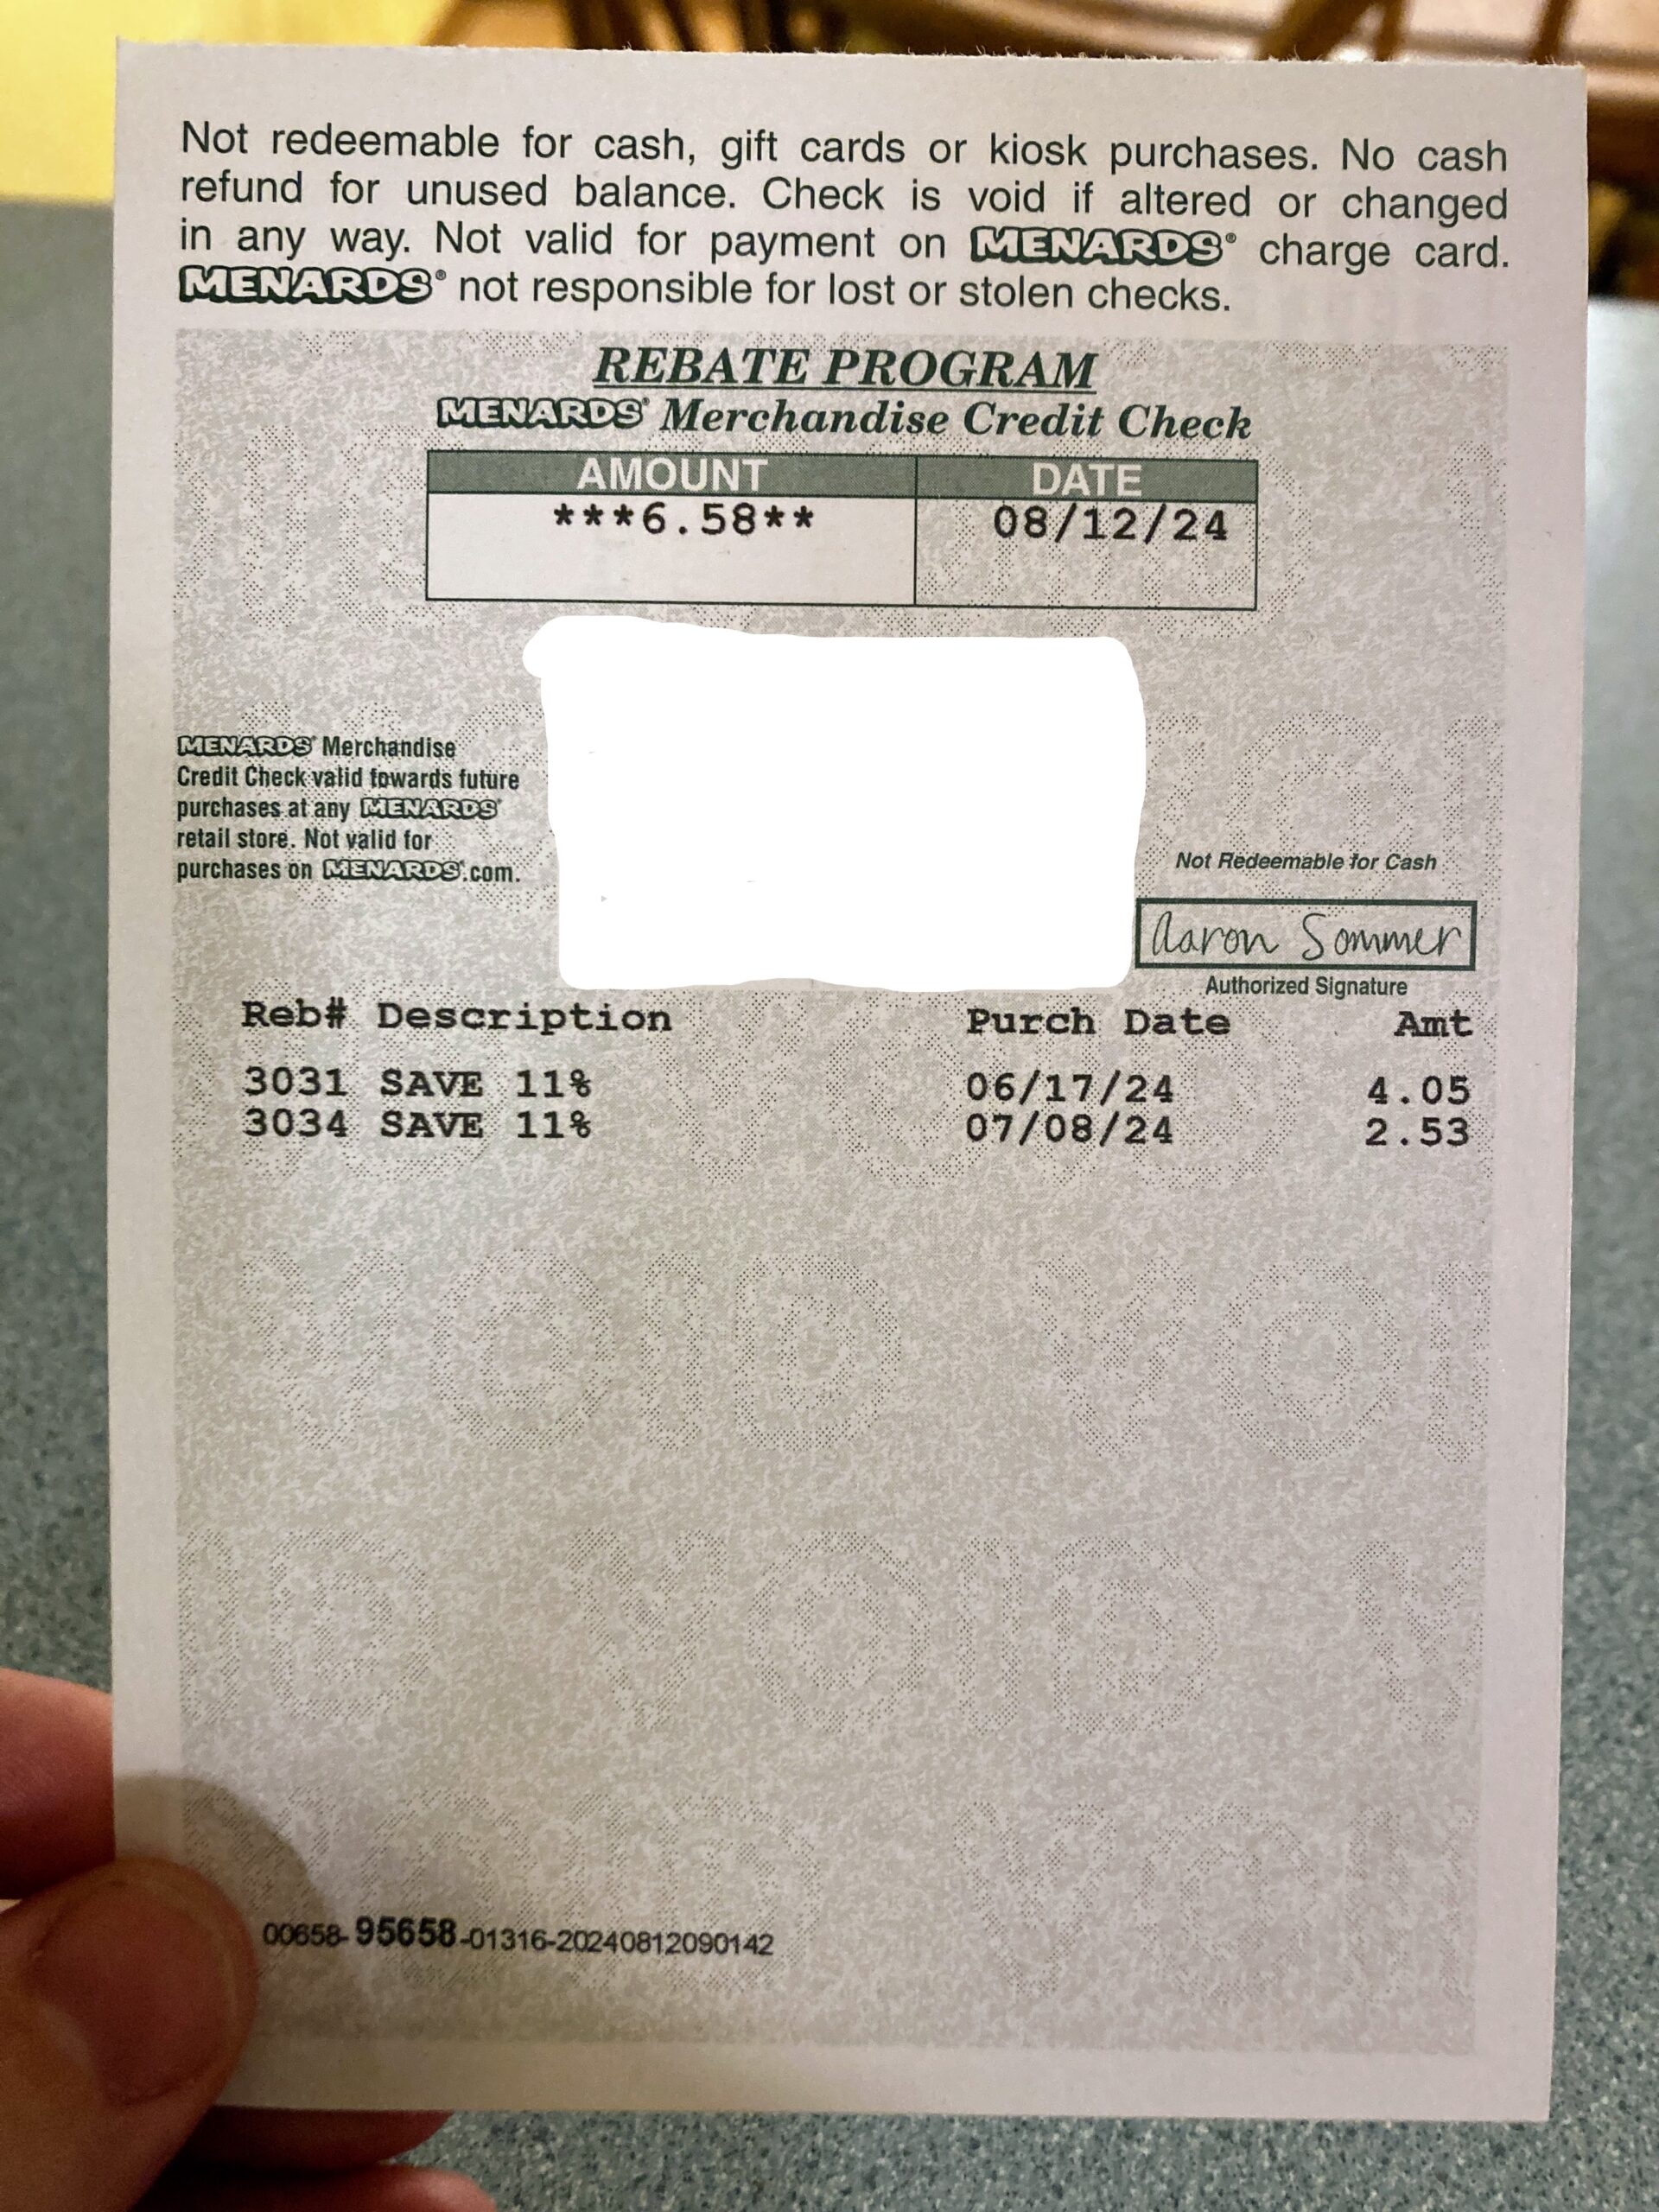 Not redeemable for cash, gift cards or kiosk purchases. No cash
refund for unused balance. Check is void if altered or changed
in any way. Not valid for payment on MENARDS® charge card.
MENARDS® not responsible for lost or stolen checks.
REBATE PROGRAM
MENARDS® Merchandise Credit Check
AMOUNT DATE
***6.58** 08/12/24
MENARDS® Merchandise
Credit Check valid towards future
purchases at any MENARDS®
retail store. Not valid for
purchases on MENARDS®.com.
Not Redeemable for Cash
Aaron Sommer
Authorized Signature
Reb# Description Purch Date Amt
3031 SAVE 11% 06/17/24 4.05
3034 SAVE 11% 07/08/24 2.53
VOID VOID
VOID
00658-95658-01316-20240812090142